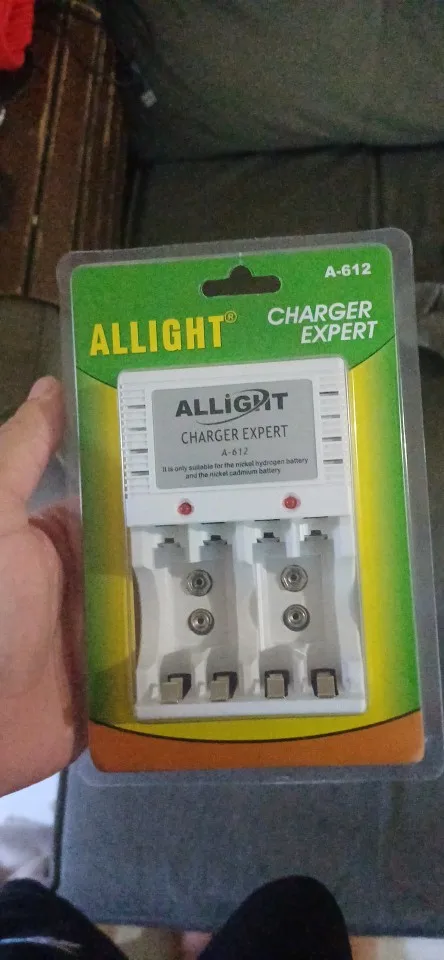 A-612
ALLIGHT®
CHARGER
EXPERT
ALLiGHT
CHARGER EXPERT
A-612
It is only suitable for the nickel hydrogen battery
and the nickel cadmium battery